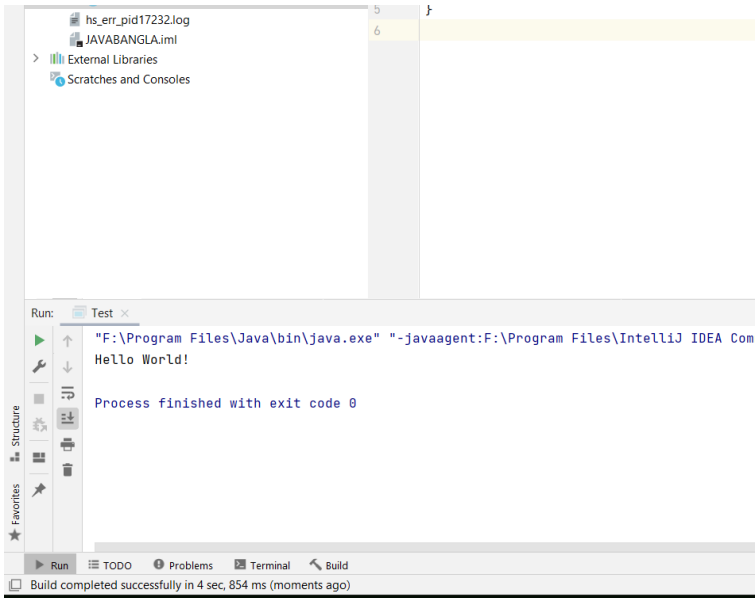 hs_err_pid17232.log
JAVABANGLA.iml
External Libraries
Scratches and Consoles
5 }
6
Run: Test
"F:\Program Files\Java\bin\java.exe" "-javaagent:F:\Program Files\IntelliJ IDEA Com
Hello World!
Process finished with exit code 0
Structure
Favorites
Run TODO Problems Terminal Build
Build completed successfully in 4 sec, 854 ms (moments ago)